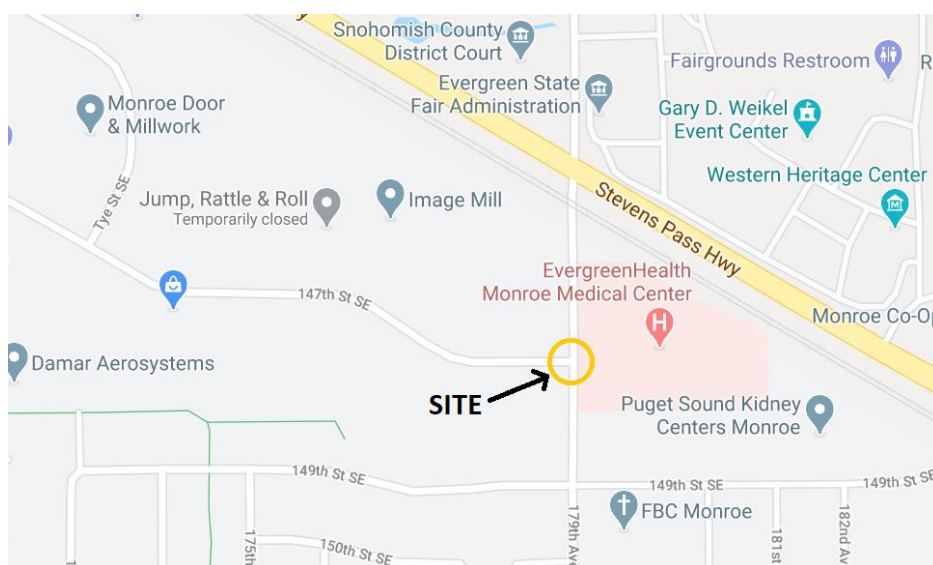 Snohomish County
District Court
Fairgrounds Restroom
R
Evergreen State
Fair Administration
Monroe Door
& Millwork
Gary D. Weikel
Event Center
Western Heritage Center
Tye St SE
Jump, Rattle & Roll
Temporarily closed
Image Mill
Stevens Pass Hwy
EvergreenHealth
Monroe Medical Center
H
147th St SE
Monroe Co-Op
Damar Aerosystems
SITE
Puget Sound Kidney
Centers Monroe
149th St SE
149th St SE
149th St SE
FBC Monroe
179th Ave
175th
150th St SE
181st
182nd Av